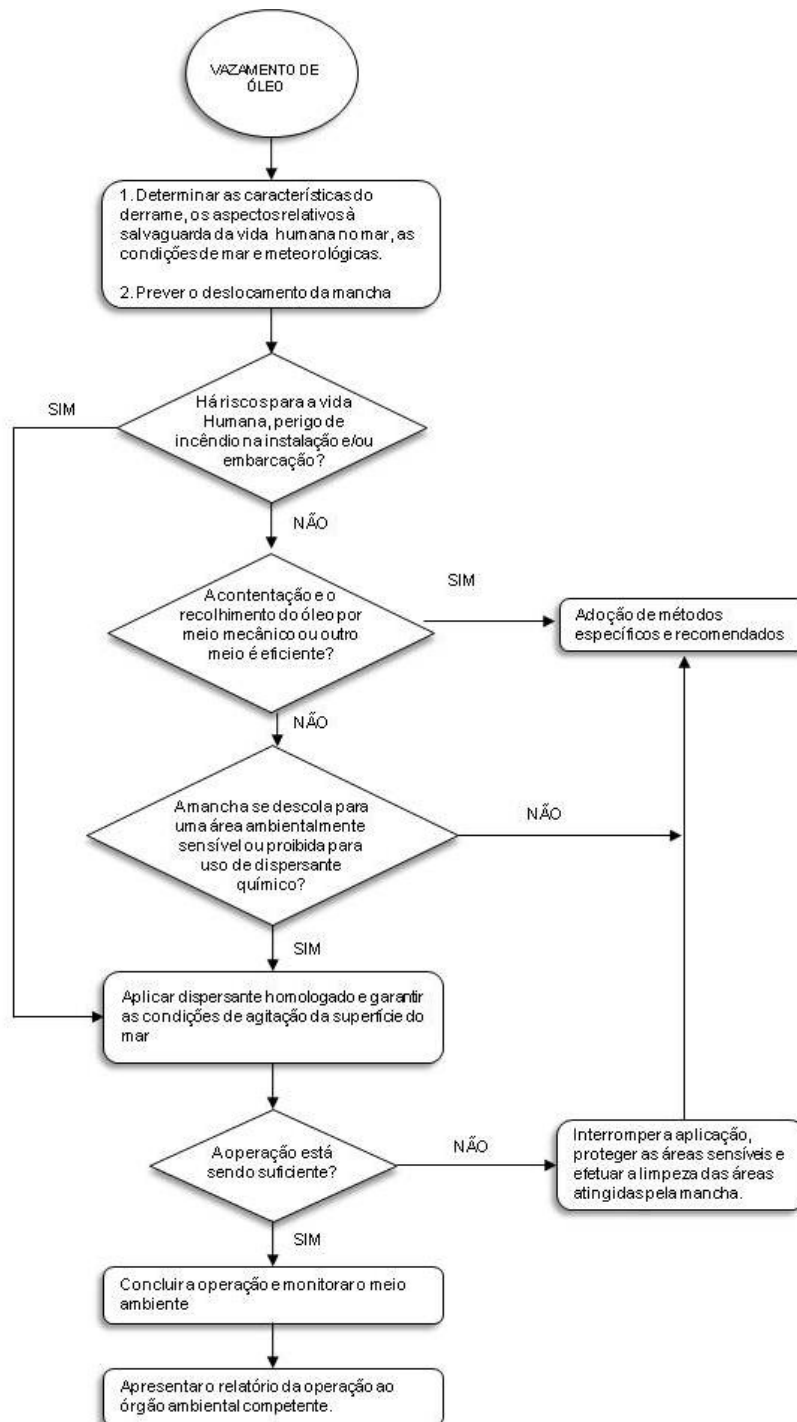 VAZAMENTO DE
ÓLEO
1. Determinar as características do
derrame, os aspectos relativos à
salvaguarda da vida humana no mar, as
condições de mar e meteorológicas.
2. Prever o deslocamento da mancha
SIM
Há riscos para a vida
Humana, perigo de
incêndio na instalação e/ou
embarcação?
NÃO
A contentação e o
recolhimento do óleo por
meio mecânico ou outro
meio é eficiente?
SIM
Adoção de métodos
específicos e recomendados
NÃO
A mancha se descola para
uma área ambientalmente
sensível ou proibida para
uso de dispersante
químico?
NÃO
SIM
Aplicar dispersante homologado e garantir
as condições de agitação da superfície do
mar
A operação está
sendo suficiente?
NÃO
Interromper a aplicação,
proteger as áreas sensíveis e
efetuar a limpeza das áreas
atingidas pela mancha.
SIM
Concluir a operação e monitorar o meio
ambiente
Apresentar o relatório da operação ao
órgão ambiental competente.